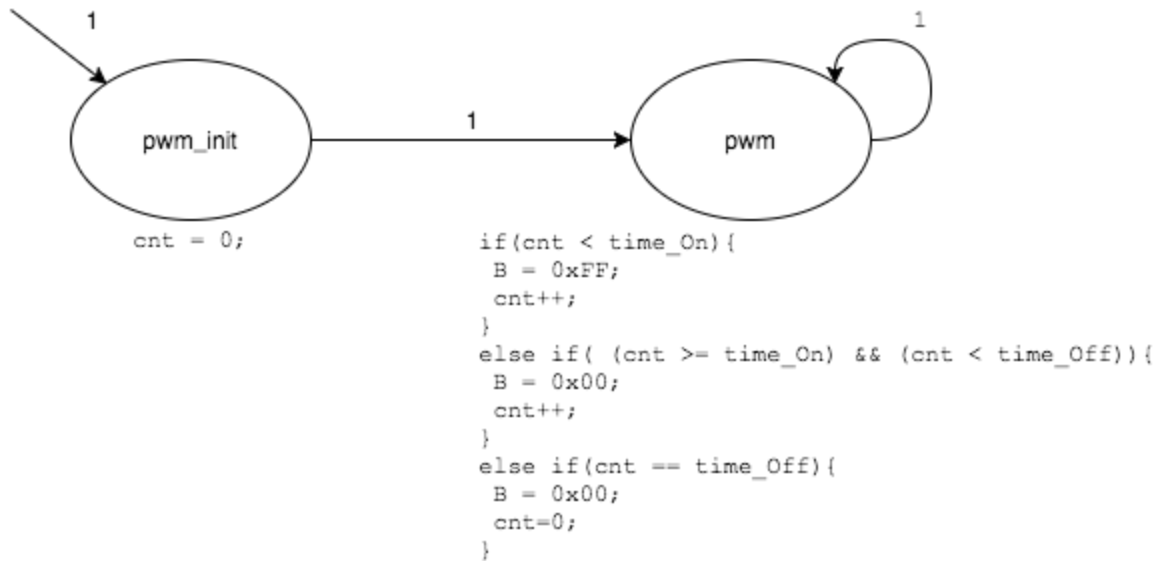 1
1
1
pwm_init
pwm
cnt = 0;
if(cnt < time_On){
B = 0xFF;
cnt++;
}
else if( (cnt >= time_On) && (cnt < time_Off)){
B = 0x00;
cnt++;
}
else if(cnt == time_Off){
B = 0x00;
cnt=0;
}